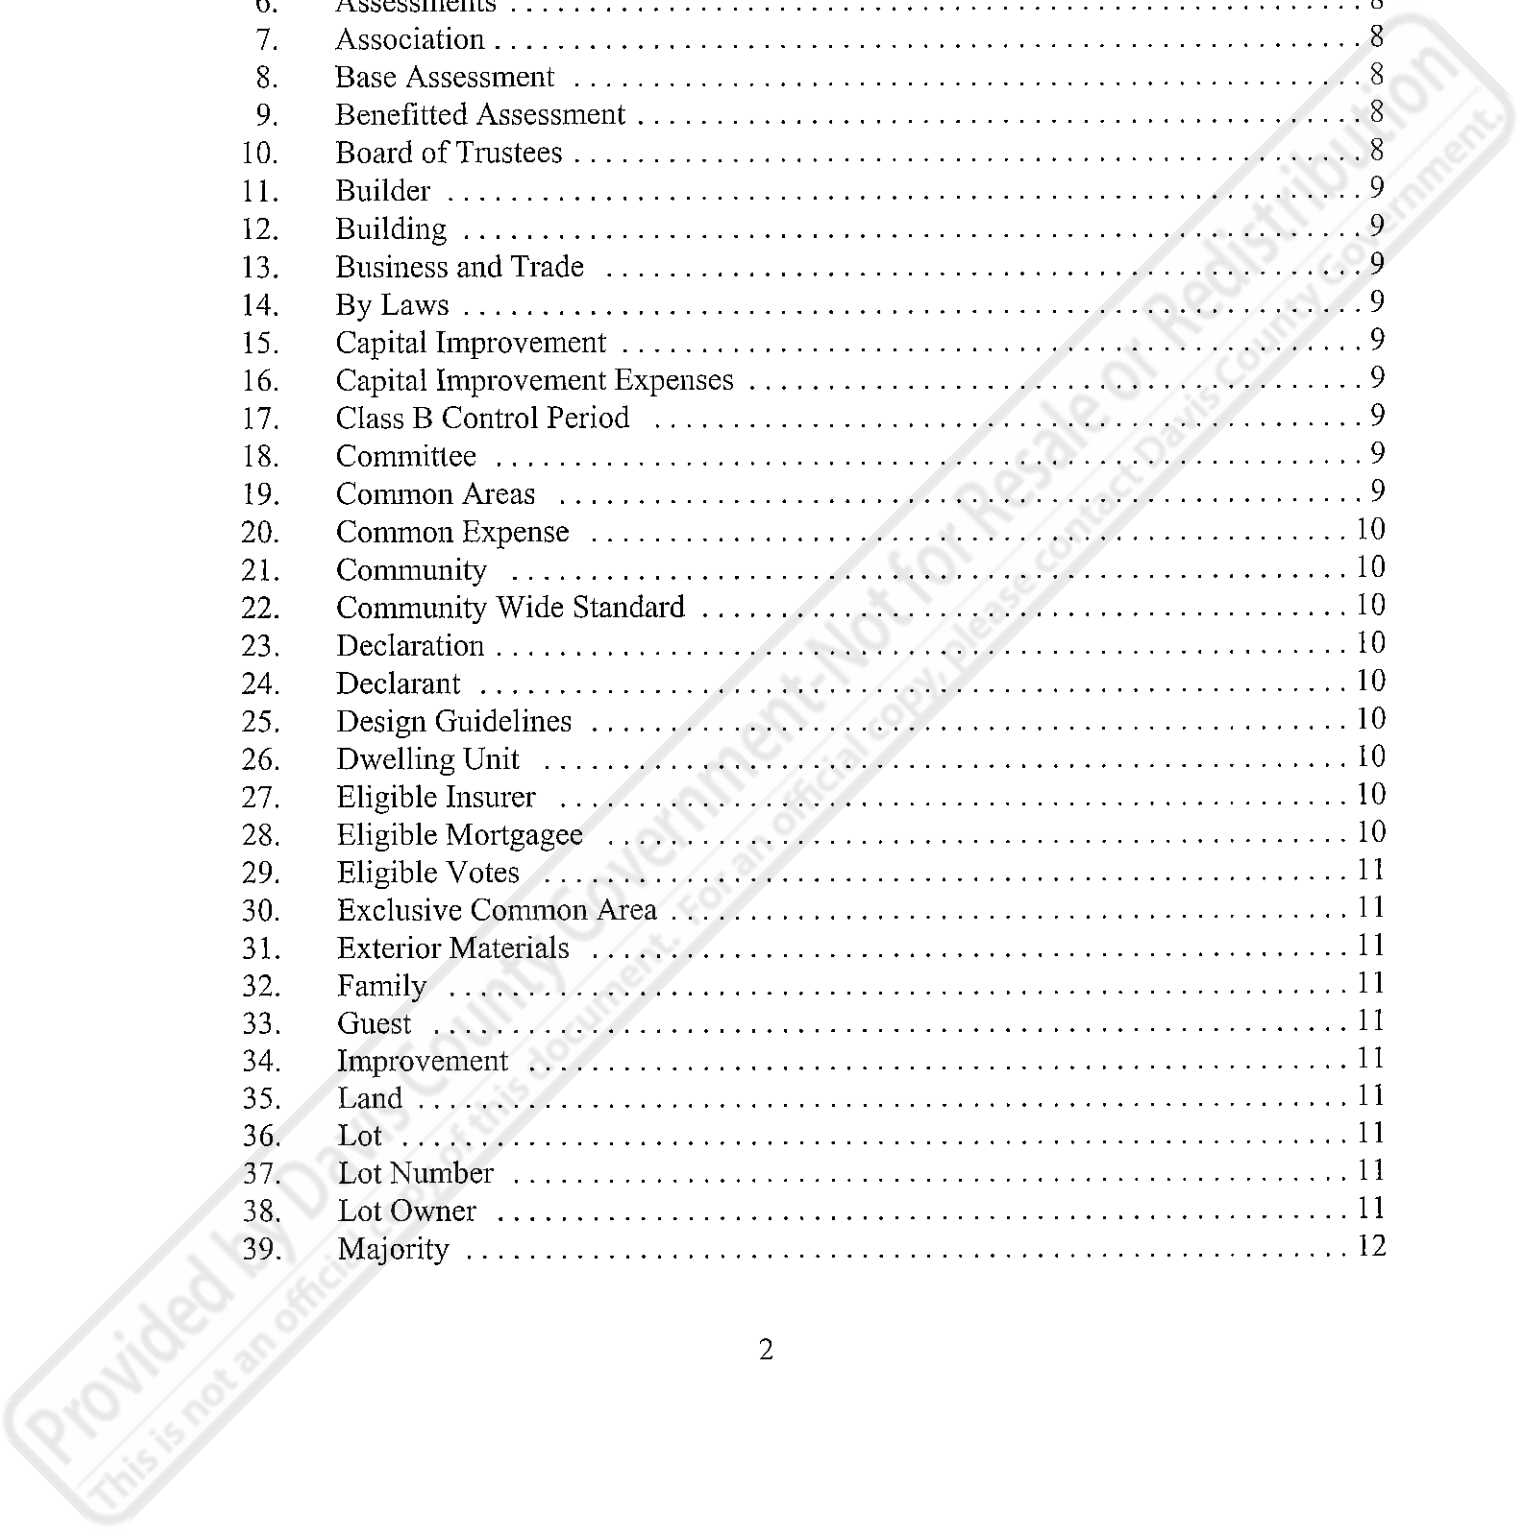 6. Assessments . . . . . . . . . . . . . . . . . . . . 8
7. Association . . . . . . . . . . . . . . . . . . . . 8
8. Base Assessment . . . . . . . . . . . . . . . . . . . . 8
9. Benefitted Assessment . . . . . . . . . . . . . . . . . . . . 8
10. Board of Trustees . . . . . . . . . . . . . . . . . . . . 8
11. Builder . . . . . . . . . . . . . . . . . . . . 9
12. Building . . . . . . . . . . . . . . . . . . . . 9
13. Business and Trade . . . . . . . . . . . . . . . . . . . . 9
14. By Laws . . . . . . . . . . . . . . . . . . . . 9
15. Capital Improvement . . . . . . . . . . . . . . . . . . . . 9
16. Capital Improvement Expenses . . . . . . . . . . . . . . . . . . . . 9
17. Class B Control Period . . . . . . . . . . . . . . . . . . . . 9
18. Committee . . . . . . . . . . . . . . . . . . . . 9
19. Common Areas . . . . . . . . . . . . . . . . . . . . 9
20. Common Expense . . . . . . . . . . . . . . . . . . . . 10
21. Community . . . . . . . . . . . . . . . . . . . . 10
22. Community Wide Standard . . . . . . . . . . . . . . . . . . . . 10
23. Declaration . . . . . . . . . . . . . . . . . . . . 10
24. Declarant . . . . . . . . . . . . . . . . . . . . 10
25. Design Guidelines . . . . . . . . . . . . . . . . . . . . 10
26. Dwelling Unit . . . . . . . . . . . . . . . . . . . . 10
27. Eligible Insurer . . . . . . . . . . . . . . . . . . . . 10
28. Eligible Mortgagee . . . . . . . . . . . . . . . . . . . . 10
29. Eligible Votes . . . . . . . . . . . . . . . . . . . . 11
30. Exclusive Common Area . . . . . . . . . . . . . . . . . . . . 11
31. Exterior Materials . . . . . . . . . . . . . . . . . . . . 11
32. Family . . . . . . . . . . . . . . . . . . . . 11
33. Guest . . . . . . . . . . . . . . . . . . . . 11
34. Improvement . . . . . . . . . . . . . . . . . . . . 11
35. Land . . . . . . . . . . . . . . . . . . . . 11
36. Lot . . . . . . . . . . . . . . . . . . . . 11
37. Lot Number . . . . . . . . . . . . . . . . . . . . 11
38. Lot Owner . . . . . . . . . . . . . . . . . . . . 11
39. Majority . . . . . . . . . . . . . . . . . . . . 12
2
Provided by Davis County Government-Not for Resale or Redistribution
This is not an official copy of this document. For an official copy, please contact Davis County Government.